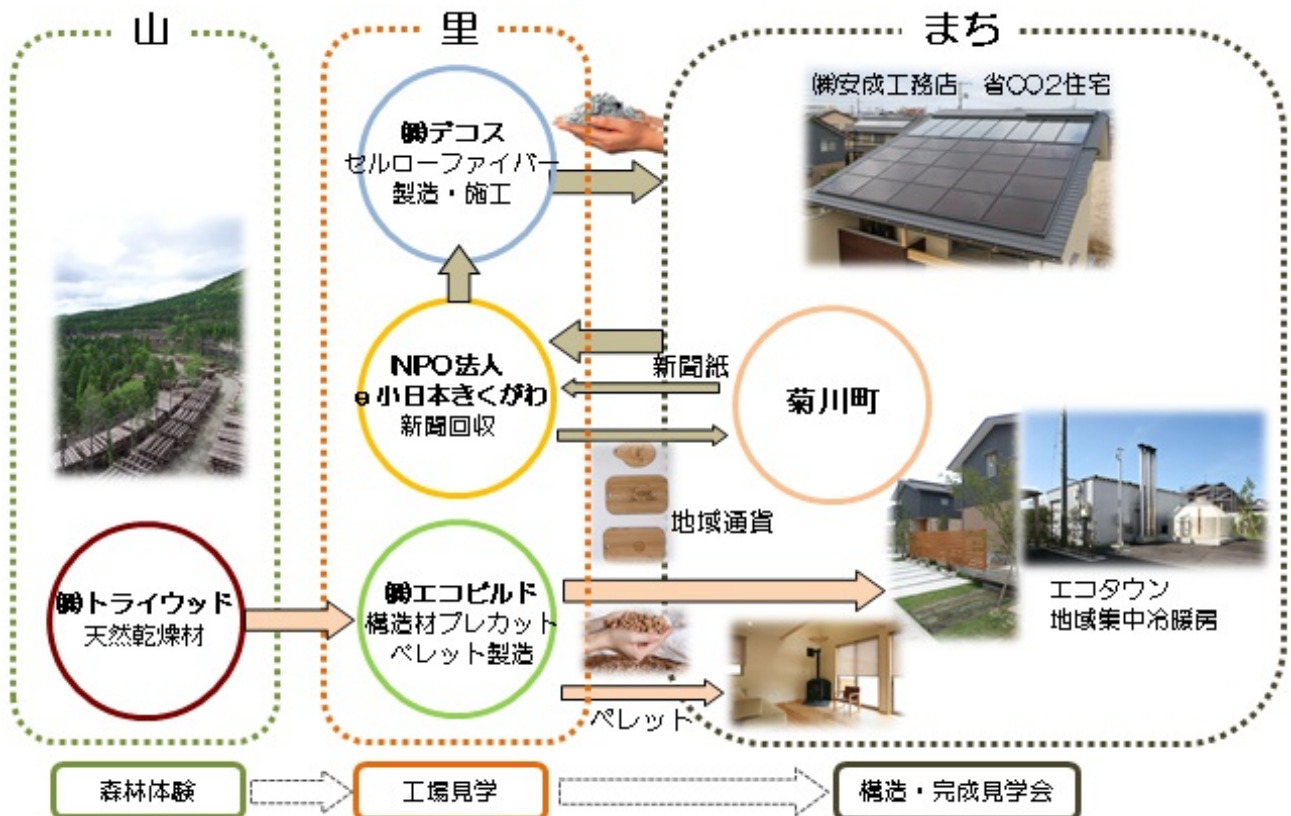 山
里
まち
㈱安成工務店 省CO2住宅
㈱デコス
セルローファイバー
製造・施工
NPO法人
e小日本きくがわ
新聞回収
新聞紙
菊川町
地域通貨
㈱トライウッド
天然乾燥材
㈱エコビルド
構造材プレカット
ペレット製造
ペレット
エコタウン
地域集中冷暖房
森林体験
工場見学
構造・完成見学会